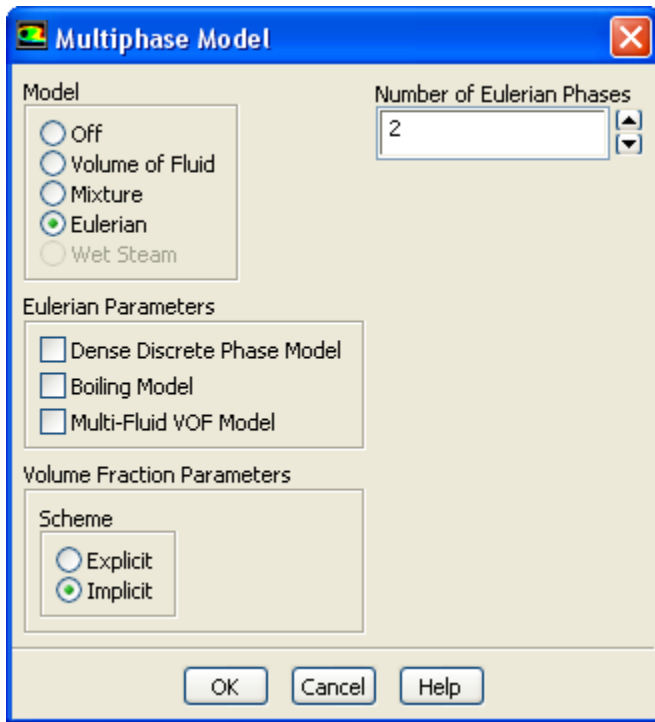 Multiphase Model
Model
Off
Volume of Fluid
Mixture
Eulerian
Wet Steam
Number of Eulerian Phases
2
Eulerian Parameters
Dense Discrete Phase Model
Boiling Model
Multi-Fluid VOF Model
Volume Fraction Parameters
Scheme
Explicit
Implicit
OK Cancel Help